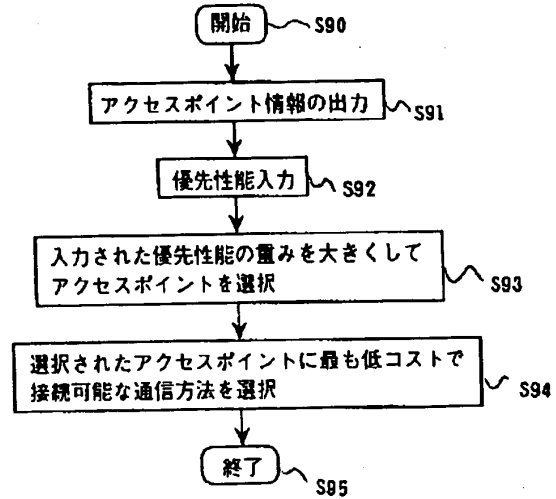 開始
S90
アクセスポイント情報の出力
S91
優先性能入力
S92
入力された優先性能の重みを大きくして
アクセスポイントを選択
S93
選択されたアクセスポイントに最も低コストで
接続可能な通信方法を選択
S94
終了
S95